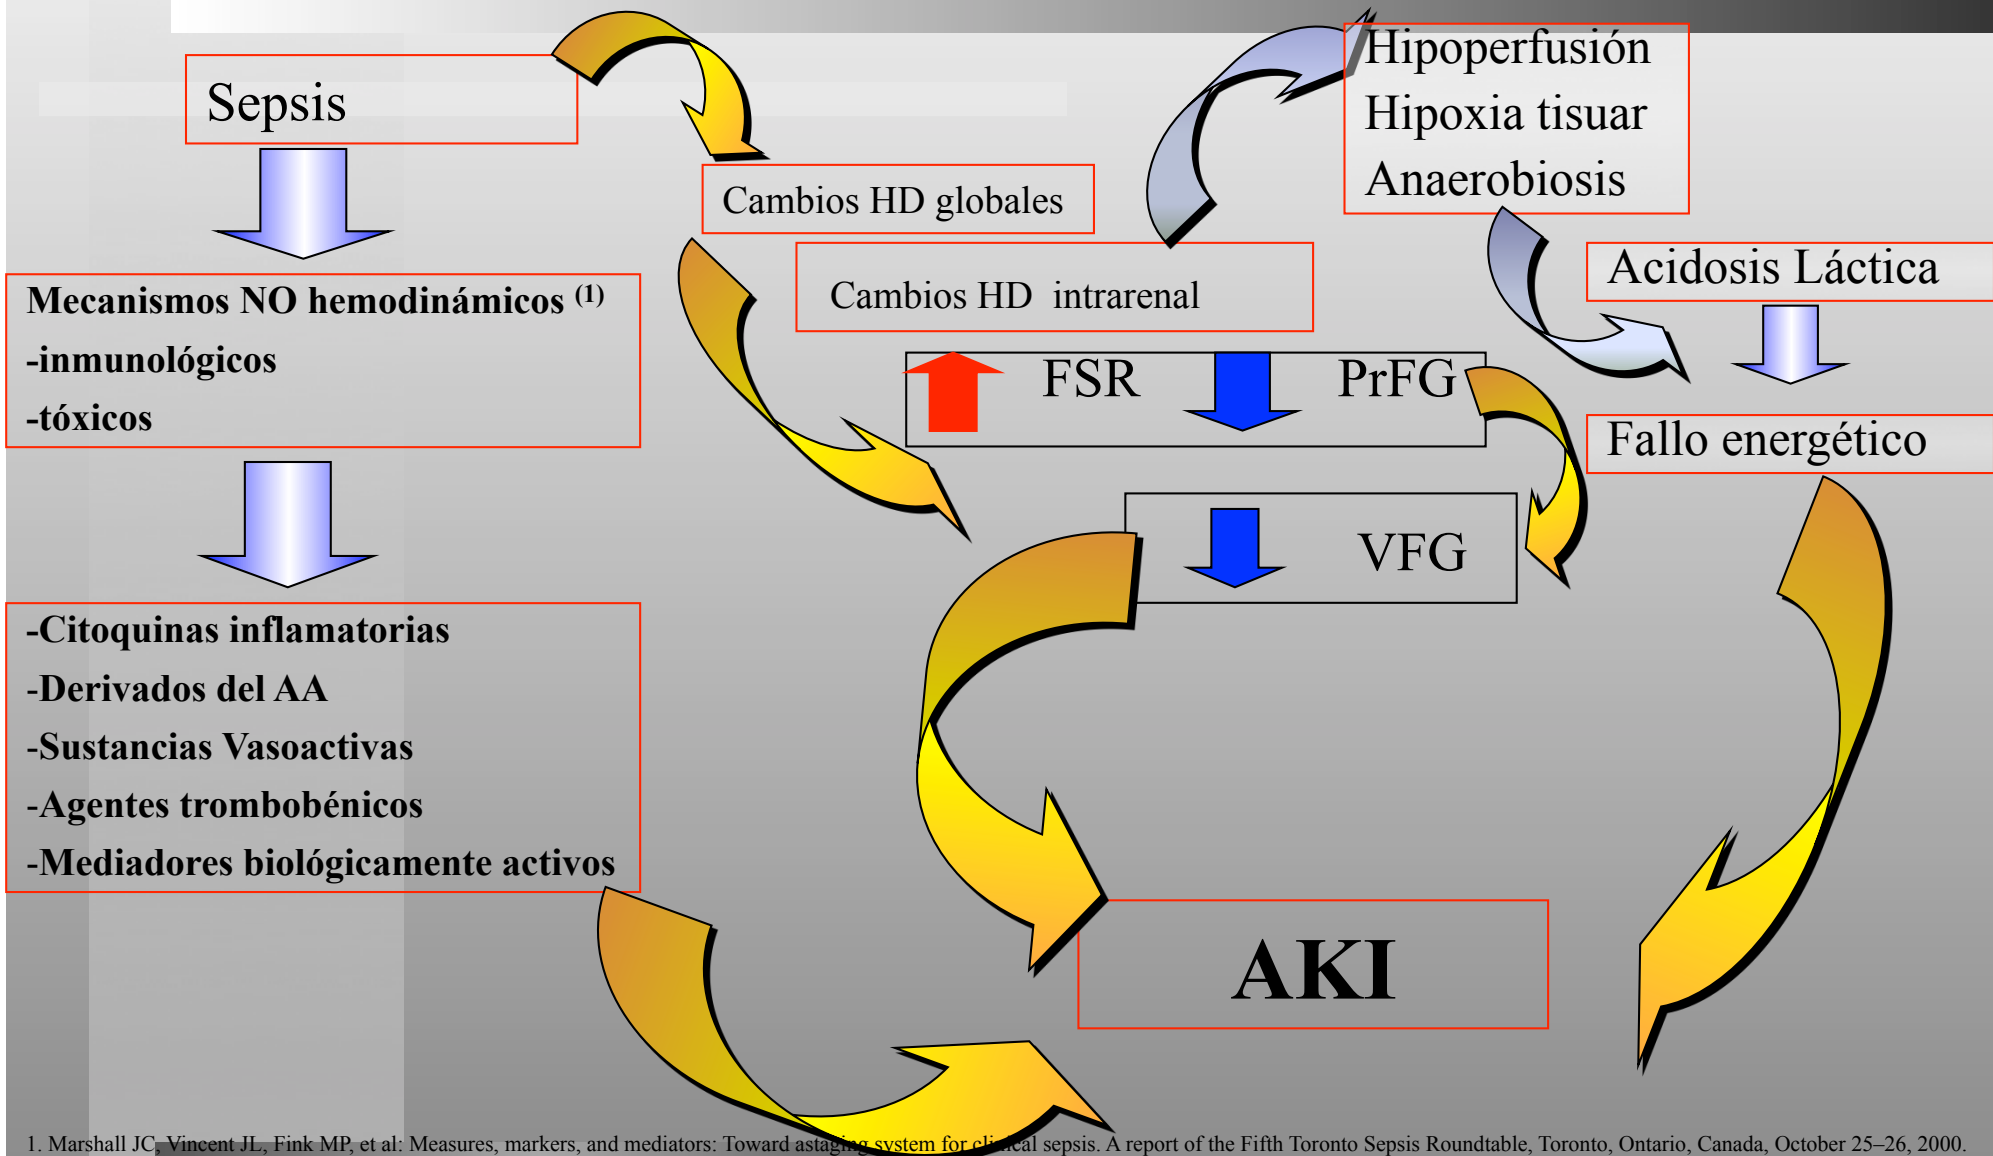 Sepsis
Cambios HD globales
Cambios HD intrarenal
Hipoperfusión
Hipoxia tisuar
Anaerobiosis
Acidosis Láctica
Fallo energético
FSR PrFG
VFG
Mecanismos NO hemodinámicos (1)
-inmunológicos
-tóxicos
-Citoquinas inflamatorias
-Derivados del AA
-Sustancias Vasoactivas
-Agentes trombobénicos
-Mediadores biológicamente activos
AKI
1. Marshall JC, Vincent JL, Fink MP, et al: Measures, markers, and mediators: Toward astaging system for clinical sepsis. A report of the Fifth Toronto Sepsis Roundtable, Toronto, Ontario, Canada, October 25–26, 2000.